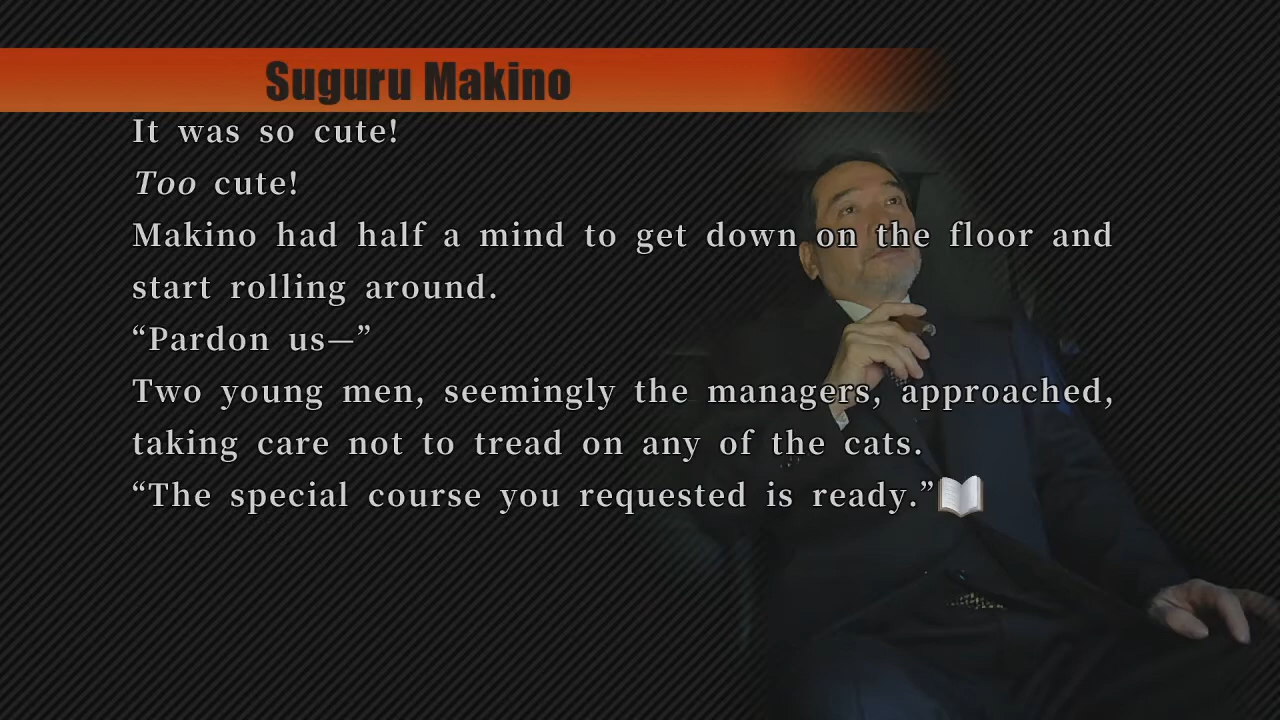 Suguru Makino
It was so cute!
Too cute!
Makino had half a mind to get down on the floor and
start rolling around.
“Pardon us—”
Two young men, seemingly the managers, approached,
taking care not to tread on any of the cats.
“The special course you requested is ready.”